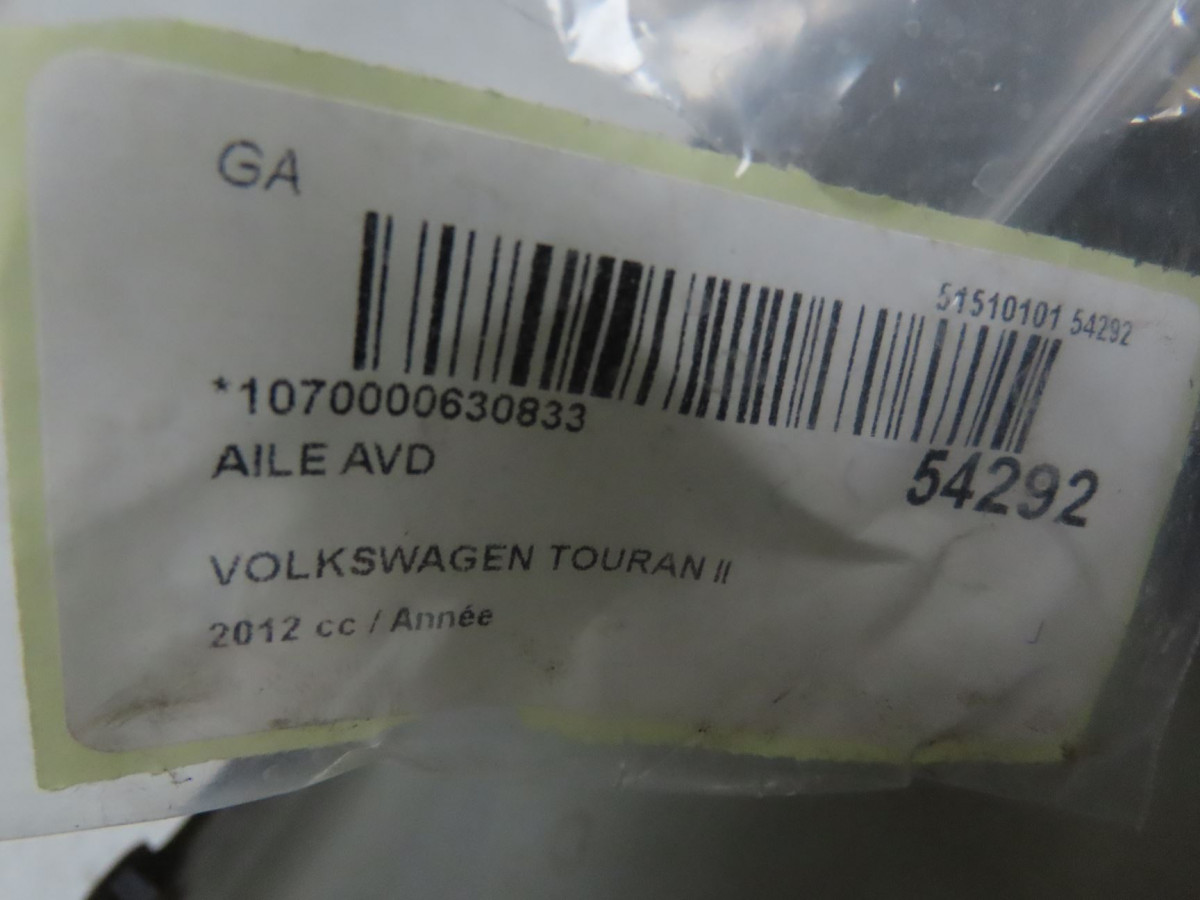 GA
51510101 54292
*1070000630833
AILE AVD
54292
VOLKSWAGEN TOURAN II
2012 cc / Année